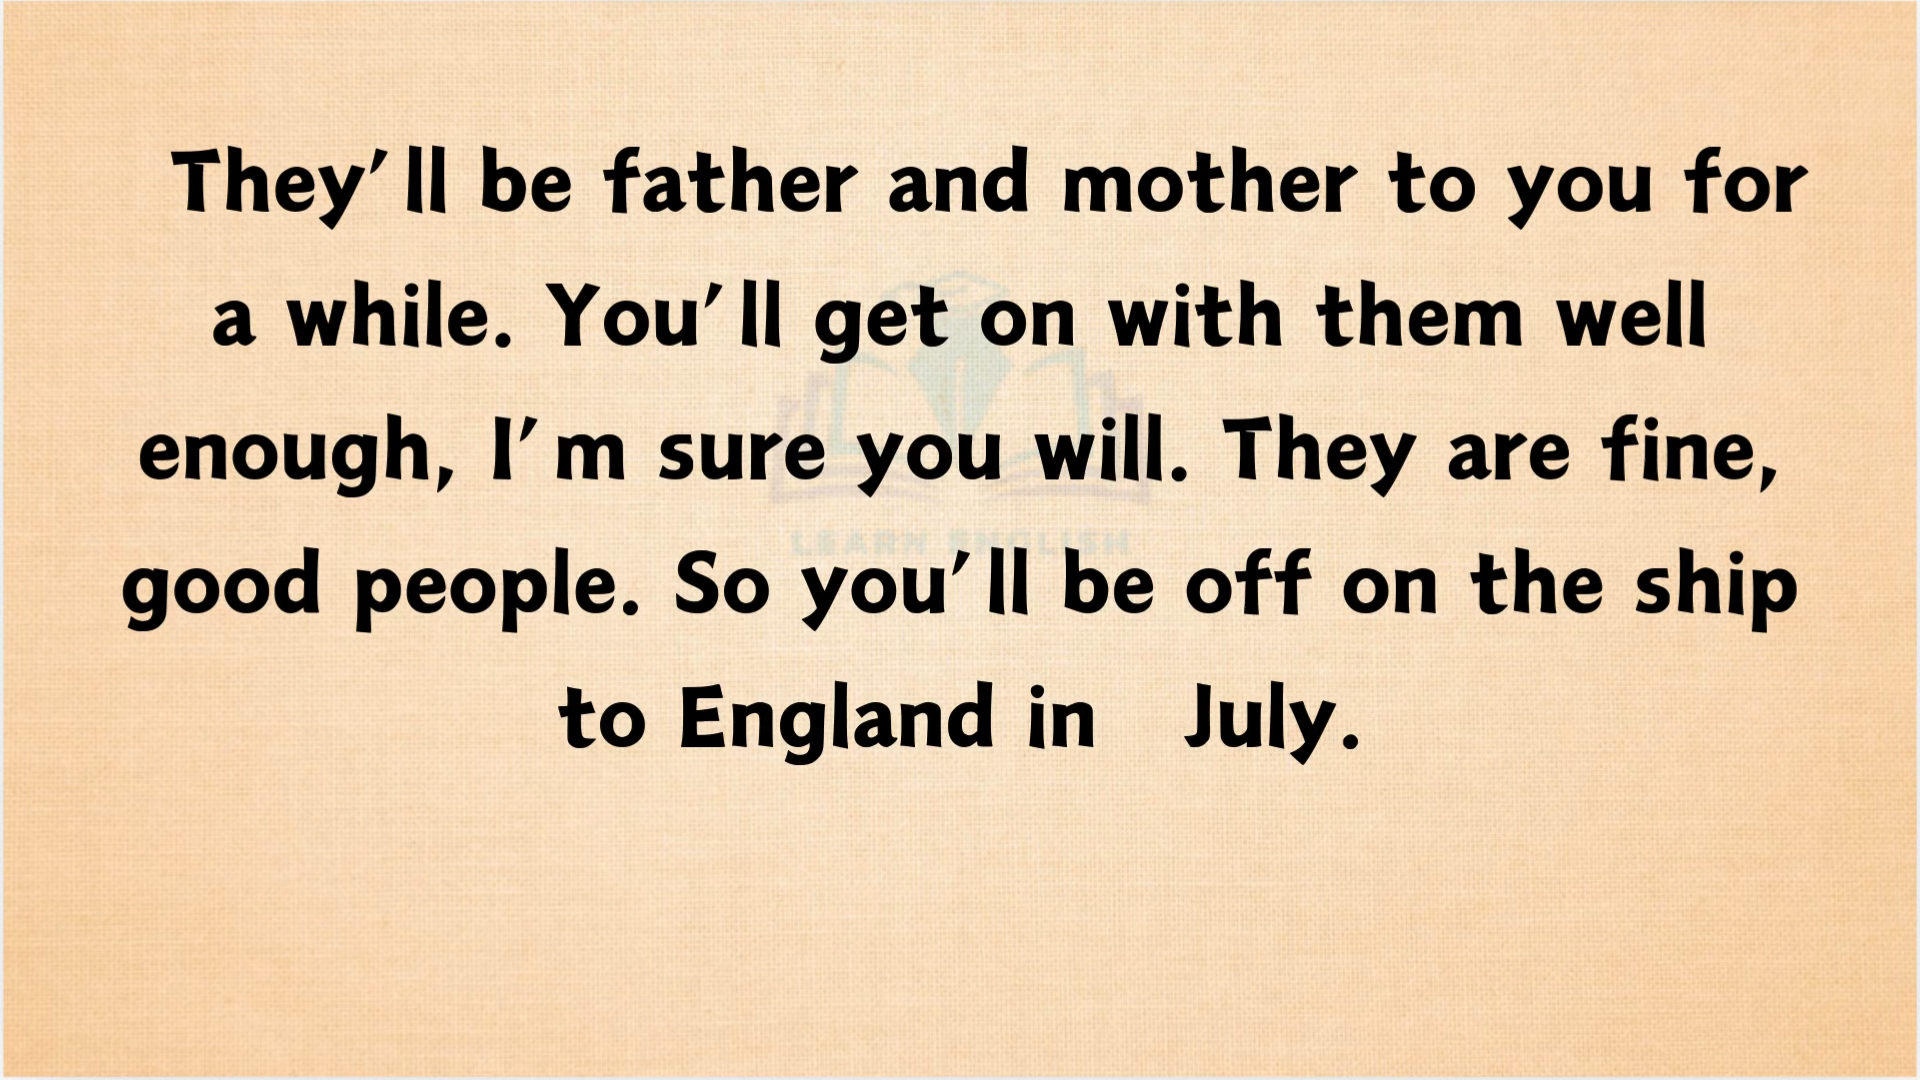 They'll be father and mother to you for
a while. You'll get on with them well
enough, I'm sure you will. They are fine,
good people. So you'll be off on the ship
to England in July.
LEARN ENGLISH